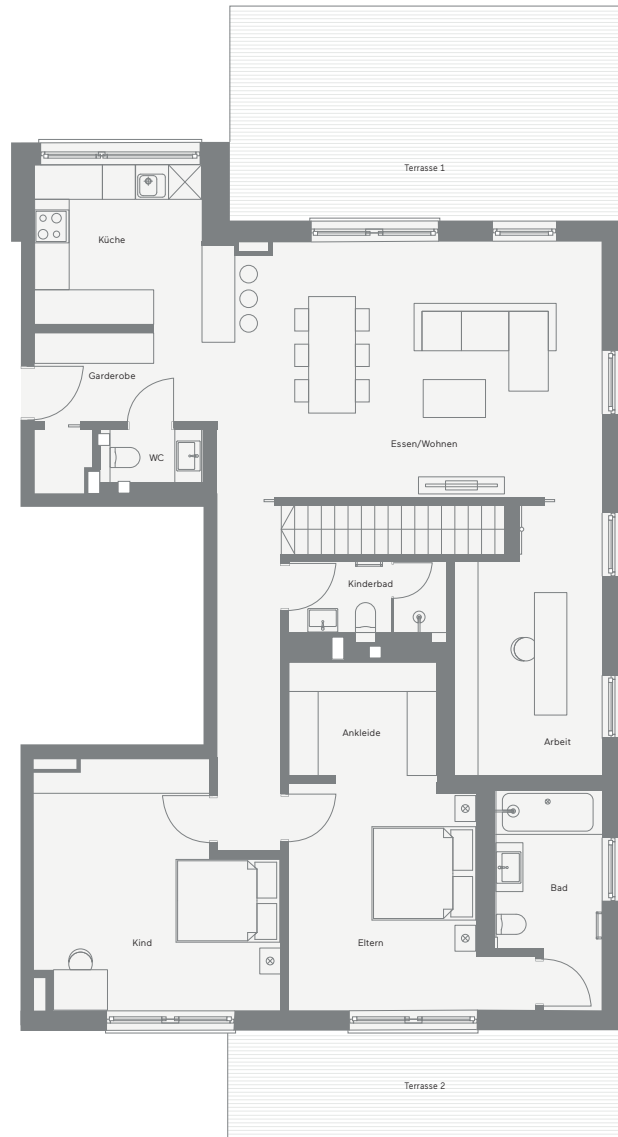 Terrasse 1
Küche
Garderobe
Essen/Wohnen
WC
Kinderbad
Ankleide
Arbeit
Bad
Kind
Eltern
Terrasse 2